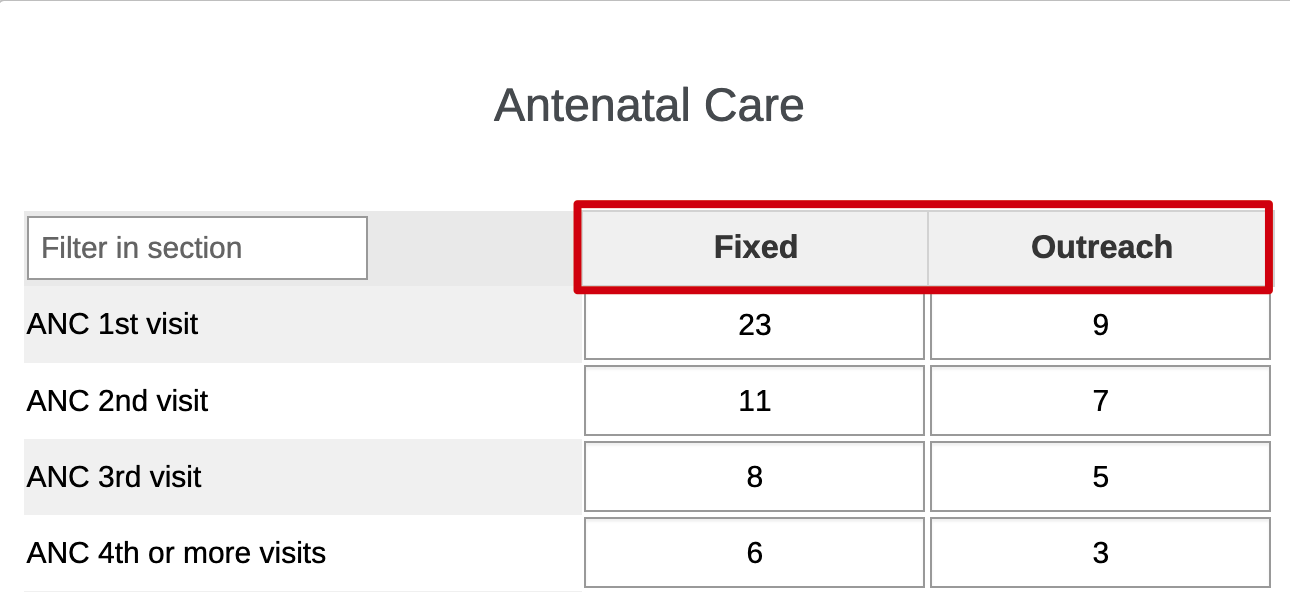 Antenatal Care
Filter in section Fixed Outreach
ANC 1st visit 23 9
ANC 2nd visit 11 7
ANC 3rd visit 8 5
ANC 4th or more visits 6 3